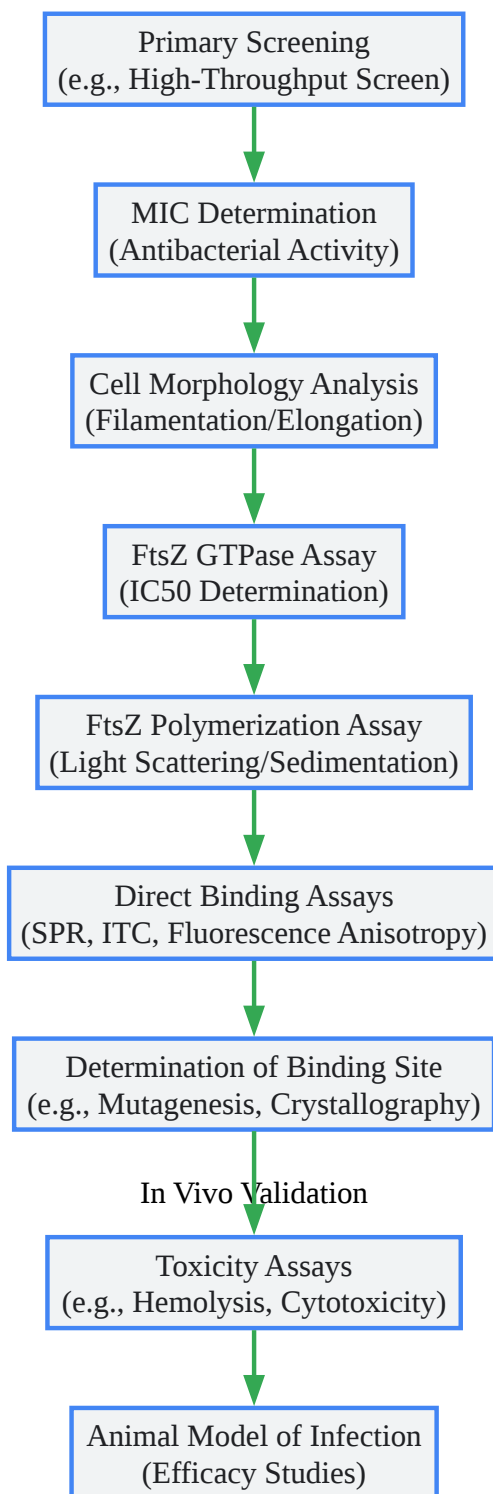 Primary Screening
(e.g., High-Throughput Screen)
MIC Determination
(Antibacterial Activity)
Cell Morphology Analysis
(Filamentation/Elongation)
FtsZ GTPase Assay
(IC50 Determination)
FtsZ Polymerization Assay
(Light Scattering/Sedimentation)
Direct Binding Assays
(SPR, ITC, Fluorescence Anisotropy)
Determination of Binding Site
(e.g., Mutagenesis, Crystallography)
In Vivo Validation
Toxicity Assays
(e.g., Hemolysis, Cytotoxicity)
Animal Model of Infection
(Efficacy Studies)